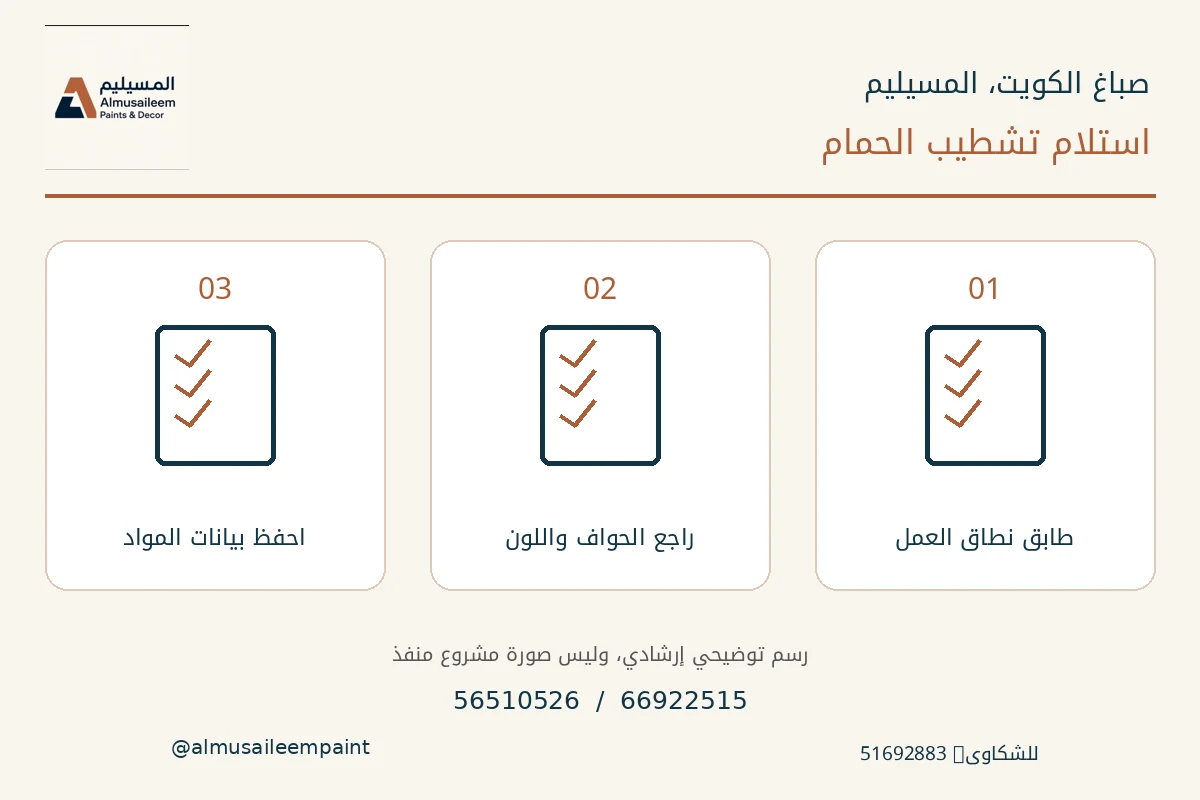 المسيليم
Almusaileem
Paints & Decor
صباغ الكويت، المسيليم
استلام تشطيب الحمام
01
طابق نطاق العمل
02
راجع الحواف واللون
03
احفظ بيانات المواد
رسم توضيحي إرشادي، وليس صورة مشروع منفذ
56510526 / 66922515
للشكاوى 51692883
@almusaileempaint